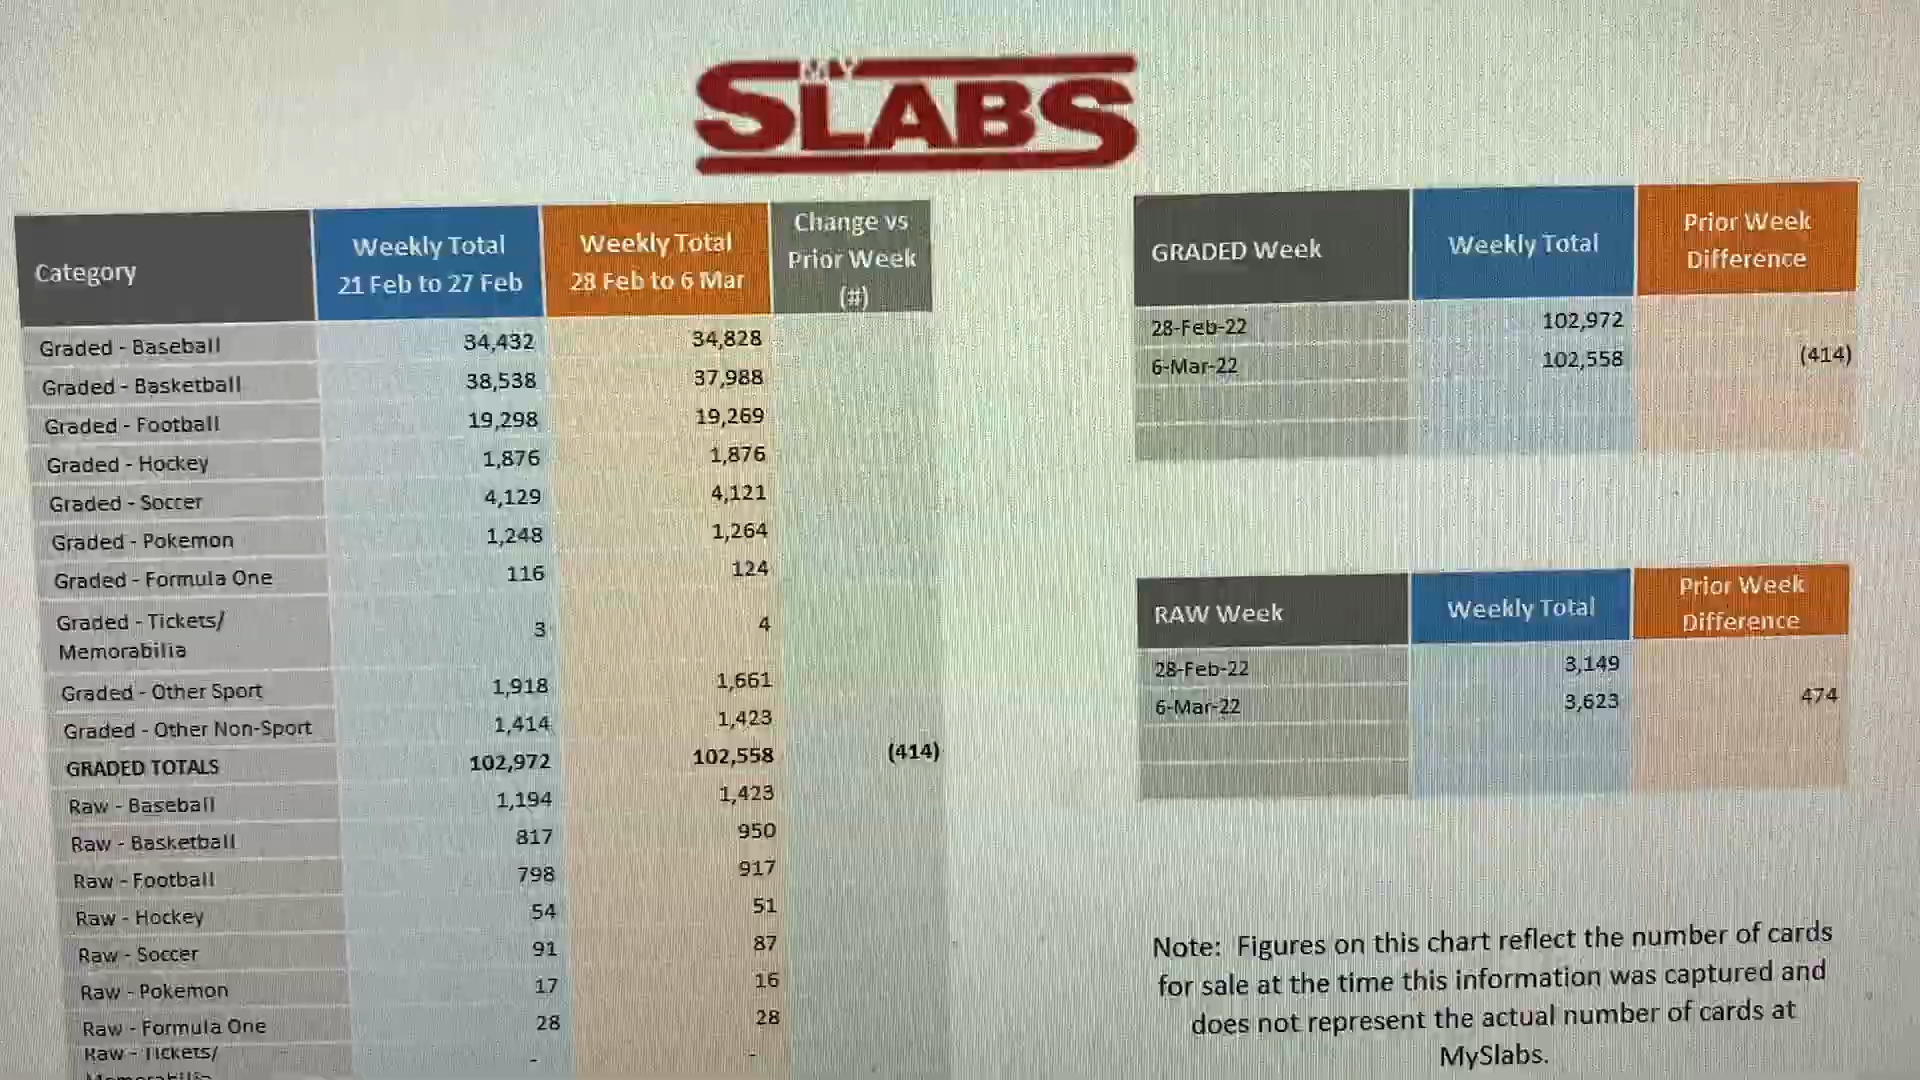 MY
SLABS
Category
Weekly Total
21 Feb to 27 Feb
Weekly Total
28 Feb to 6 Mar
Change vs
Prior Week
(#)
Graded - Baseball 34,432 34,828
Graded - Basketball 38,538 37,988
Graded - Football 19,298 19,269
Graded - Hockey 1,876 1,876
Graded - Soccer 4,129 4,121
Graded - Pokemon 1,248 1,264
Graded - Formula One 116 124
Graded - Tickets/
Memorabilia 3 4
Graded - Other Sport 1,918 1,661
Graded - Other Non-Sport 1,414 1,423
GRADED TOTALS 102,972 102,558 (414)
Raw - Baseball 1,194 1,423
Raw - Basketball 817 950
Raw - Football 798 917
Raw - Hockey 54 51
Raw - Soccer 91 87
Raw - Pokemon 17 16
Raw - Formula One 28 28
Raw - Tickets/ - -
Memorabilia
GRADED Week
Weekly Total
Prior Week
Difference
28-Feb-22 102,972
6-Mar-22 102,558 (414)
RAW Week
Weekly Total
Prior Week
Difference
28-Feb-22 3,149
6-Mar-22 3,623 474
Note: Figures on this chart reflect the number of cards
for sale at the time this information was captured and
does not represent the actual number of cards at
MySlabs.